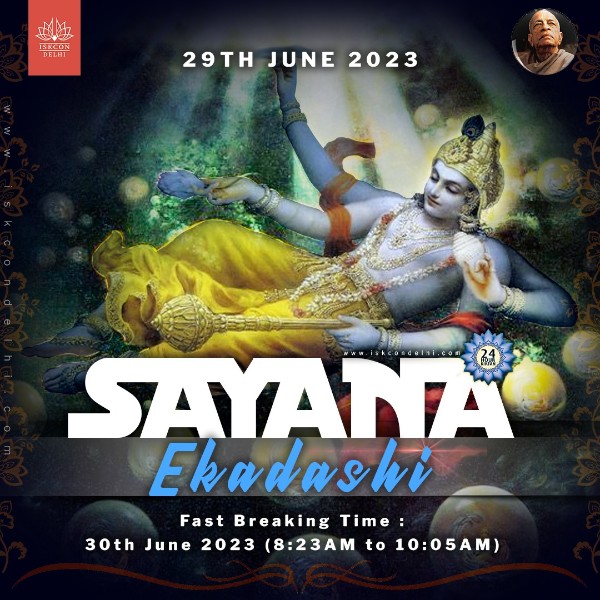 ISKCON
DELHI
29TH JUNE 2023
www.iskcondelhi.com
www.iskcondelhi.com
24
SAYANA
Ekadashi
Fast Breaking Time :
30th June 2023 (8:23AM to 10:05AM)